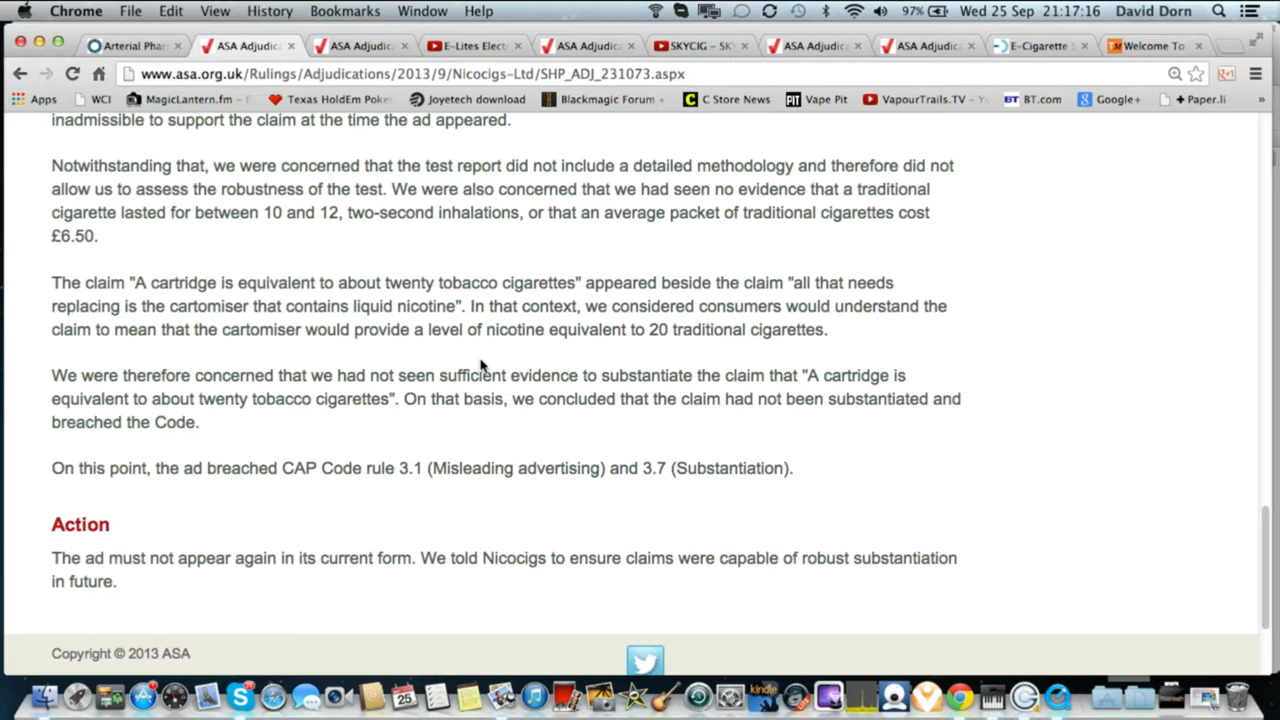 Chrome File Edit View History Bookmarks Window Help 97% Wed 25 Sep 21:17:16 David Dorn
Arterial Phar ASA Adjudica ASA Adjudic E-Lites Elect ASA Adjudic SKYCIG – SK ASA Adjudic ASA Adjudic E-Cigarette S Welcome To
www.asa.org.uk/Rulings/Adjudications/2013/9/Nicocigs-Ltd/SHP_ADJ_231073.aspx
Apps WCI MagicLantern.fm - F Texas HoldEm Poke Joyetech download Blackmagic Forum • C Store News Vape Pit VapourTrails.TV – Yo BT.com Google+ + Paper.li »
inadmissible to support the claim at the time the ad appeared.
Notwithstanding that, we were concerned that the test report did not include a detailed methodology and therefore did not
allow us to assess the robustness of the test. We were also concerned that we had seen no evidence that a traditional
cigarette lasted for between 10 and 12, two-second inhalations, or that an average packet of traditional cigarettes cost
£6.50.
The claim "A cartridge is equivalent to about twenty tobacco cigarettes" appeared beside the claim "all that needs
replacing is the cartomiser that contains liquid nicotine". In that context, we considered consumers would understand the
claim to mean that the cartomiser would provide a level of nicotine equivalent to 20 traditional cigarettes.
We were therefore concerned that we had not seen sufficient evidence to substantiate the claim that "A cartridge is
equivalent to about twenty tobacco cigarettes". On that basis, we concluded that the claim had not been substantiated and
breached the Code.
On this point, the ad breached CAP Code rule 3.1 (Misleading advertising) and 3.7 (Substantiation).
Action
The ad must not appear again in its current form. We told Nicocigs to ensure claims were capable of robust substantiation
in future.
Copyright © 2013 ASA
25 kindle